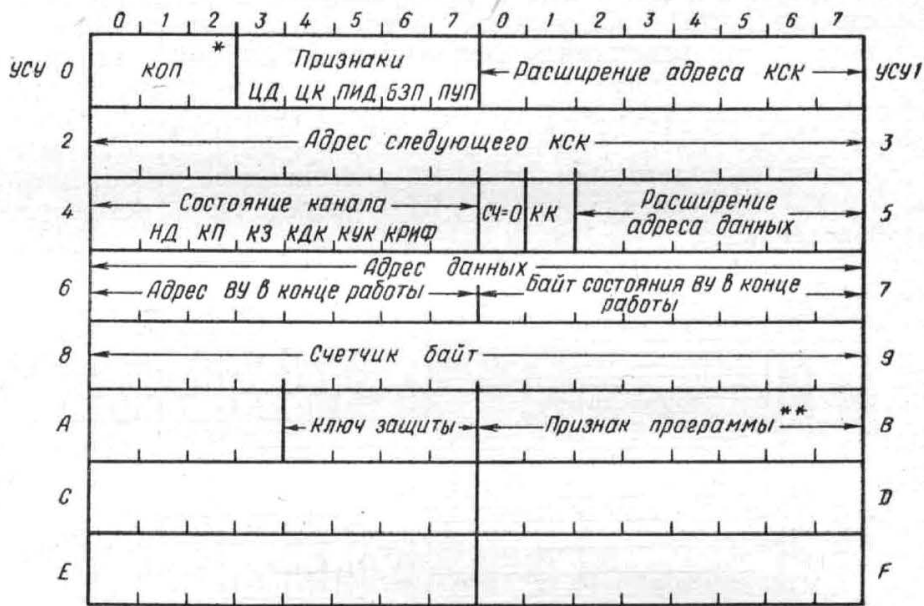 0 1 2 3 4 5 6 7 0 1 2 3 4 5 6 7
УСУ 0 КОП * Признаки Расширение адреса КСК УСУ1
ЦД ЦК ПИД БЗП ПУП
2 Адрес следующего КСК 3
4 Состояние канала СЧ=0 КК Расширение адреса данных 5
НД КП КЗ КДК КУК КРИФ
Адрес данных
6 Адрес ВУ в конце работы Байт состояния ВУ в конце работы 7
8 Счетчик байт 9
А Ключ защиты Признак программы ** В
С D
Е F